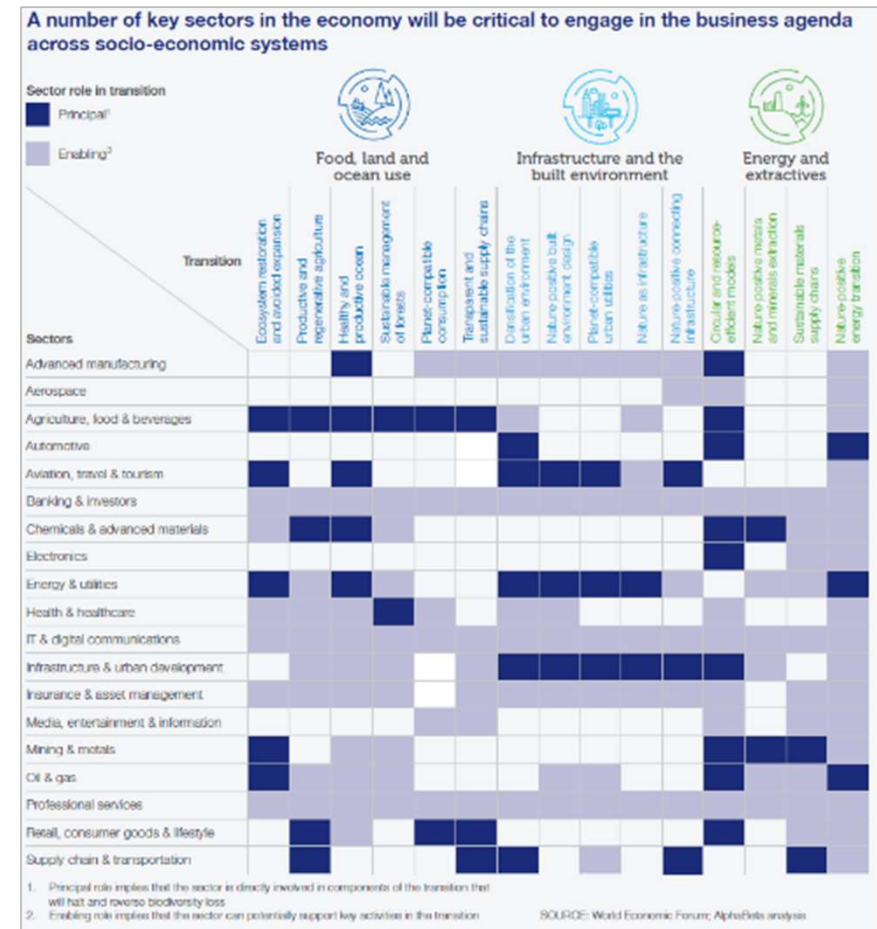 A number of key sectors in the economy will be critical to engage in the business agenda
across socio-economic systems
Sector role in transition
Principal¹
Enabling²
Food, land and
ocean use
Infrastructure and the
built environment
Energy and
extractives
Transition
Ecosystem restoration
and avoided expansion
Productive and
regenerative agriculture
Healthy and
productive ocean
Sustainable management
of forests
Planet-compatible
consumption
Transparent and
sustainable supply chains
Densification of the
urban environment
Nature-positive built
environment design
Planet-compatible
urban utilities
Nature as infrastructure
Nature-positive connecting
infrastructure
Circular and resource-
efficient modes
Nature-positive metals
and minerals extraction
Sustainable materials
supply chains
Nature-positive
energy transition
Sectors
Advanced manufacturing
Aerospace
Agriculture, food & beverages
Automotive
Aviation, travel & tourism
Banking & investors
Chemicals & advanced materials
Electronics
Energy & utilities
Health & healthcare
IT & digital communications
Infrastructure & urban development
Insurance & asset management
Media, entertainment & information
Mining & metals
Oil & gas
Professional services
Retail, consumer goods & lifestyle
Supply chain & transportation
1. Principal role implies that the sector is directly involved in components of the transition that
will halt and reverse biodiversity loss
2. Enabling role implies that the sector can potentially support key activities in the transition
SOURCE: World Economic Forum; AlphaBeta analysis